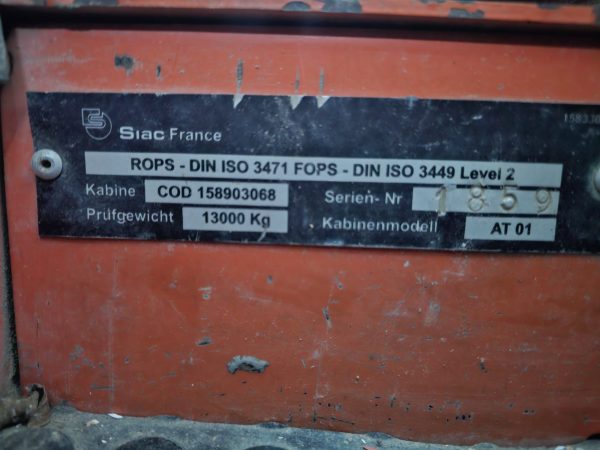 Siac France
ROPS - DIN ISO 3471 FOPS - DIN ISO 3449 Level 2
Kabine COD 158903068 Serien- Nr 1859
Prüfgewicht 13000 Kg Kabinenmodell AT 01